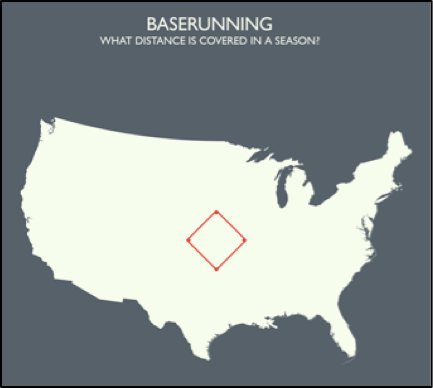 BASERUNNING
WHAT DISTANCE IS COVERED IN A SEASON?